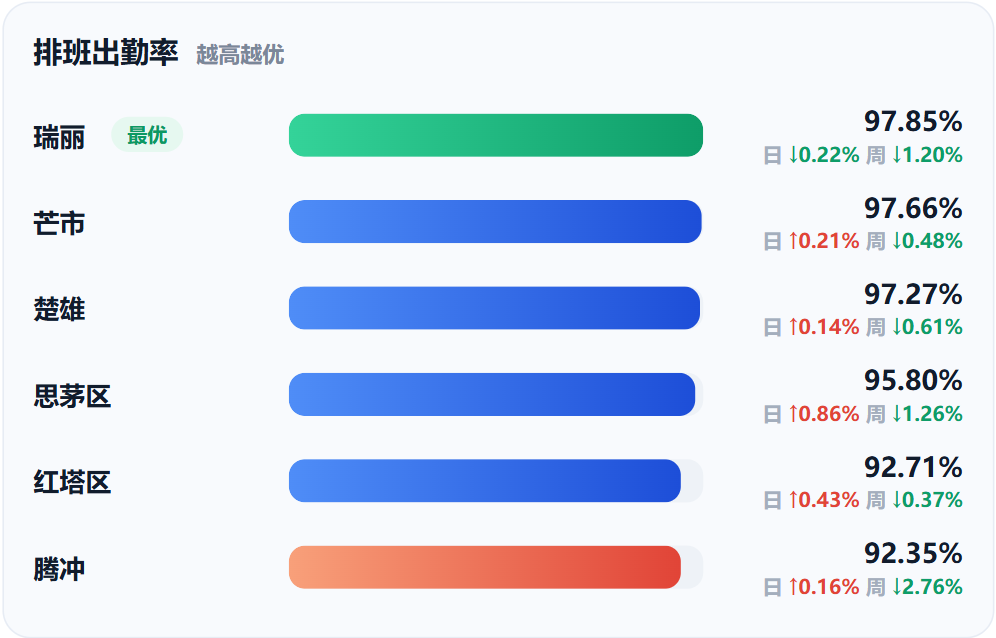 排班出勤率 越高越优
瑞丽 最优 97.85%
日 ↓0.22% 周 ↓1.20%
芒市 97.66%
日 ↑0.21% 周 ↓0.48%
楚雄 97.27%
日 ↑0.14% 周 ↓0.61%
思茅区 95.80%
日 ↑0.86% 周 ↓1.26%
红塔区 92.71%
日 ↑0.43% 周 ↓0.37%
腾冲 92.35%
日 ↑0.16% 周 ↓2.76%